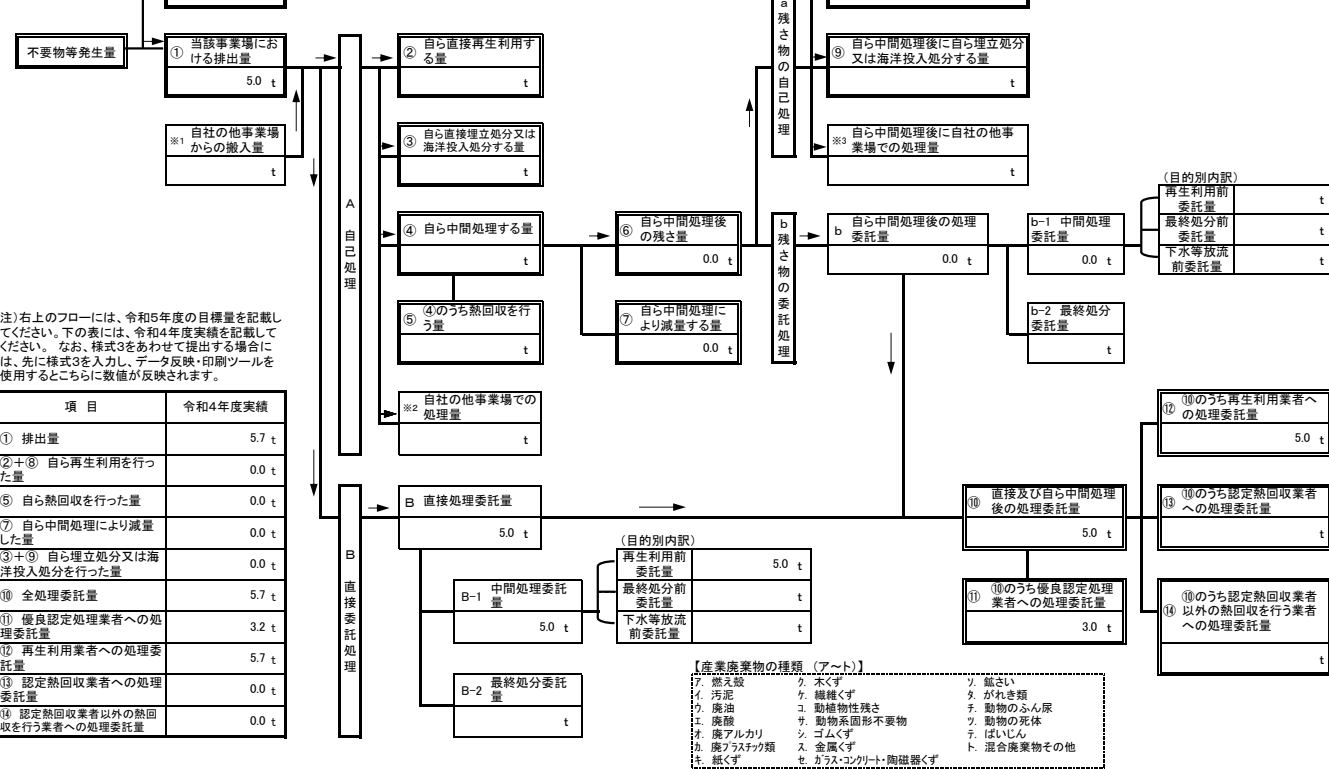 不要物等発生量
① 当該事業場にお
ける排出量
5.0 t
※1 自社の他事業場
からの搬入量
t
A 自己処理
② 自ら直接再生利用す
る量
t
③ 自ら直接埋立処分又は
海洋投入処分する量
t
④ 自ら中間処理する量
t
⑤ ④のうち熱回収を行
う量
t
※2 自社の他事業場での
処理量
t
⑥ 自ら中間処理後
の残さ量
0.0 t
⑦ 自ら中間処理に
より減量する量
0.0 t
a 残さ物の自己処理
⑨ 自ら中間処理後に自ら埋立処分
又は海洋投入処分する量
t
※3 自ら中間処理後に自社の他事
業場での処理量
t
b 残さ物の委託処理
b 自ら中間処理後の処理
委託量
0.0 t
b-1 中間処理
委託量
0.0 t
b-2 最終処分
委託量
t
(目的別内訳)
再生利用前
委託量
t
最終処分前
委託量
t
下水等放流
前委託量
t
注)右上のフローには、令和5年度の目標量を記載し
てください。下の表には、令和4年度実績を記載して
ください。 なお、様式3をあわせて提出する場合に
は、先に様式3を入力し、データ反映・印刷ツールを
使用するとこちらに数値が反映されます。
項 目 令和4年度実績
① 排出量 5.7 t
②+⑧ 自ら再生利用を行っ
た量 0.0 t
⑤ 自ら熱回収を行った量 0.0 t
⑦ 自ら中間処理により減量
した量 0.0 t
③+⑨ 自ら埋立処分又は海
洋投入処分を行った量 0.0 t
⑩ 全処理委託量 5.7 t
⑪ 優良認定処理業者への処
理委託量 3.2 t
⑫ 再生利用業者への処理委
託量 5.7 t
⑬ 認定熱回収業者への処理
委託量 0.0 t
⑭ 認定熱回収業者以外の熱回
収を行う業者への処理委託量 0.0 t
B 直接委託処理
B 直接処理委託量
5.0 t
B-1 中間処理委託
量
5.0 t
B-2 最終処分委託
量
t
(目的別内訳)
再生利用前
委託量
5.0 t
最終処分前
委託量
t
下水等放流
前委託量
t
⑩ 直接及び自ら中間処理
後の処理委託量
5.0 t
⑪ ⑩のうち優良認定処理
業者への処理委託量
3.0 t
⑫ ⑩のうち再生利用業者へ
の処理委託量
5.0 t
⑬ ⑩のうち認定熱回収業者
への処理委託量
t
⑭ ⑩のうち認定熱回収業者
以外の熱回収を行う業者
への処理委託量
t
【産業廃棄物の種類 (ア~ト)】
ア. 燃え殻
イ. 汚泥
ウ. 廃油
エ. 廃酸
オ. 廃アルカリ
カ. 廃プラスチック類
キ. 紙くず
ク. 木くず
ケ. 繊維くず
コ. 動植物性残さ
サ. 動物系固形不要物
シ. ゴムくず
ス. 金属くず
セ. ガラス・コンクリート・陶磁器くず
ソ. 鉱さい
タ. がれき類
チ. 動物のふん尿
ツ. 動物の死体
テ. ばいじん
ト. 混合廃棄物その他